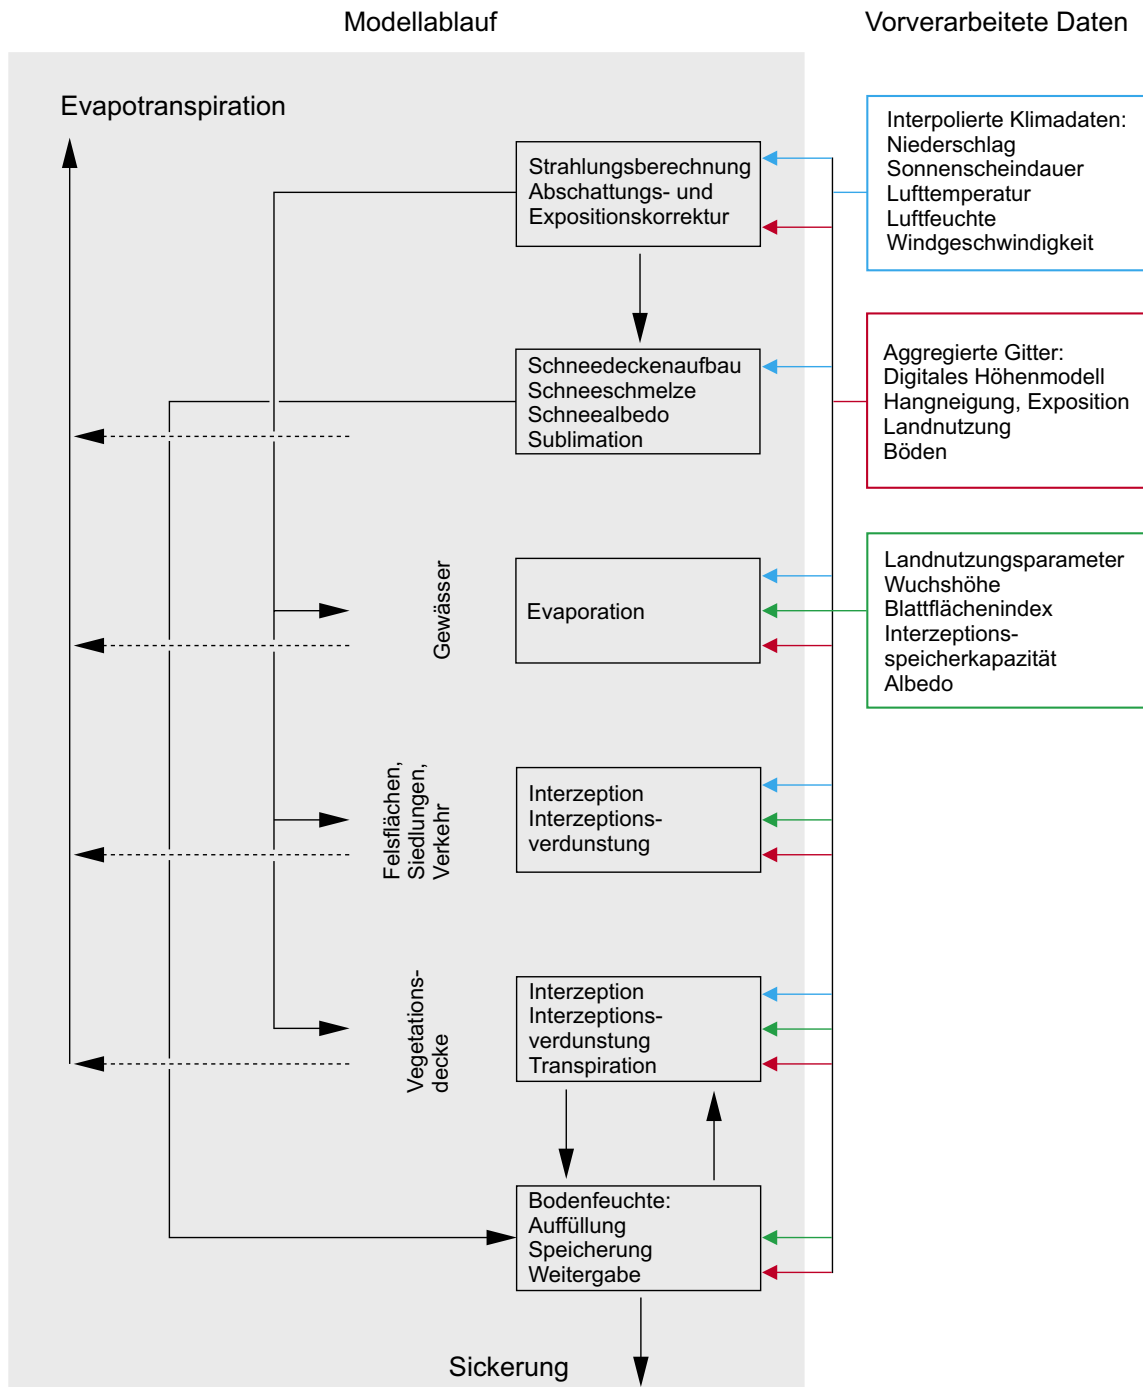 Modellablauf
Vorverarbeitete Daten
Evapotranspiration
Strahlungsberechnung
Abschattungs- und
Expositionskorrektur
Interpolierte Klimadaten:
Niederschlag
Sonnenscheindauer
Lufttemperatur
Luftfeuchte
Windgeschwindigkeit
Schneedeckenaufbau
Schneeschmelze
Schneealbedo
Sublimation
Aggregierte Gitter:
Digitales Höhenmodell
Hangneigung, Exposition
Landnutzung
Böden
Gewässer
Evaporation
Landnutzungsparameter
Wuchshöhe
Blattflächenindex
Interzeptions-
speicherkapazität
Albedo
Felsflächen,
Siedlungen,
Verkehr
Interzeption
Interzeptions-
verdunstung
Vegetations-
decke
Interzeption
Interzeptions-
verdunstung
Transpiration
Bodenfeuchte:
Auffüllung
Speicherung
Weitergabe
Sickerung